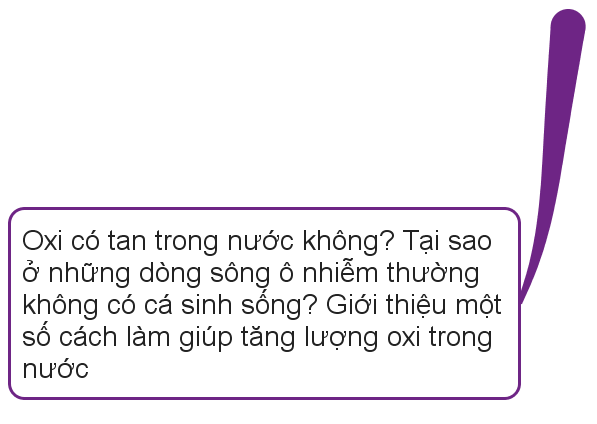 Oxi có tan trong nước không? Tại sao
ở những dòng sông ô nhiễm thường
không có cá sinh sống? Giới thiệu một
số cách làm giúp tăng lượng oxi trong
nước